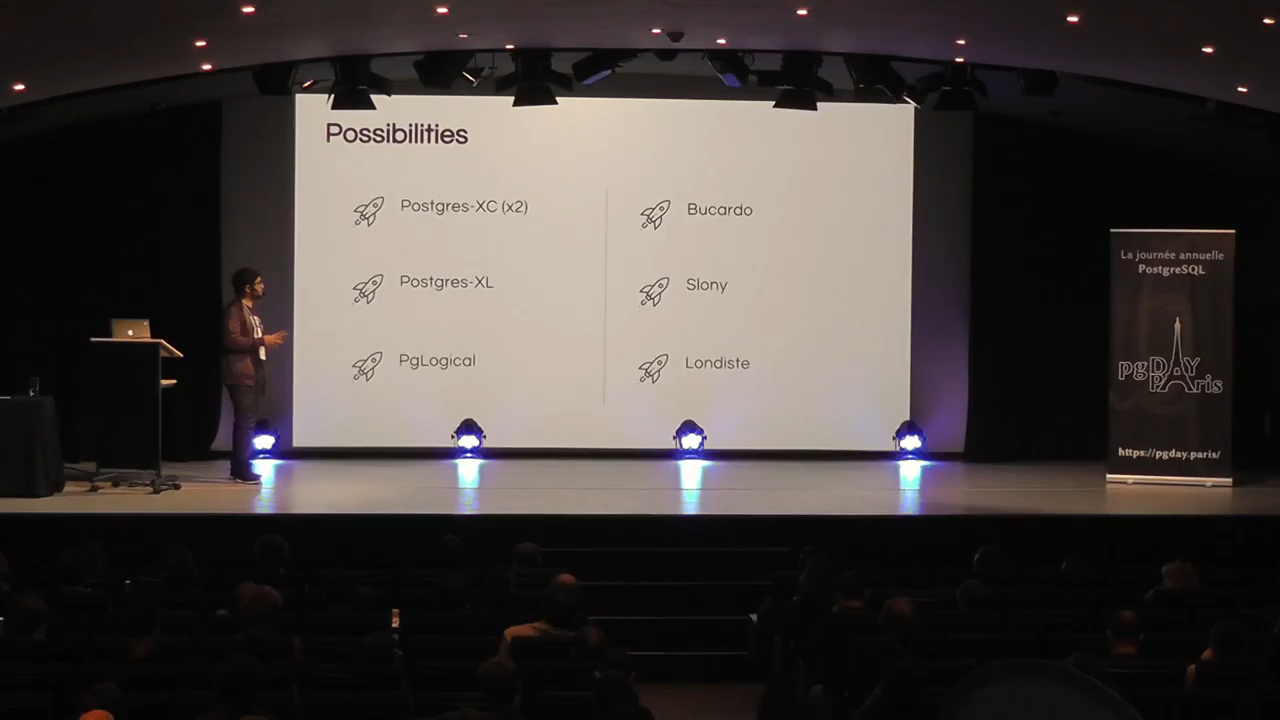 Possibilities
Postgres-XC (x2)
Postgres-XL
PgLogical
Bucardo
Slony
Londiste
La journée annuelle
PostgreSQL
pgDAY
PAris
https://pgday.paris/